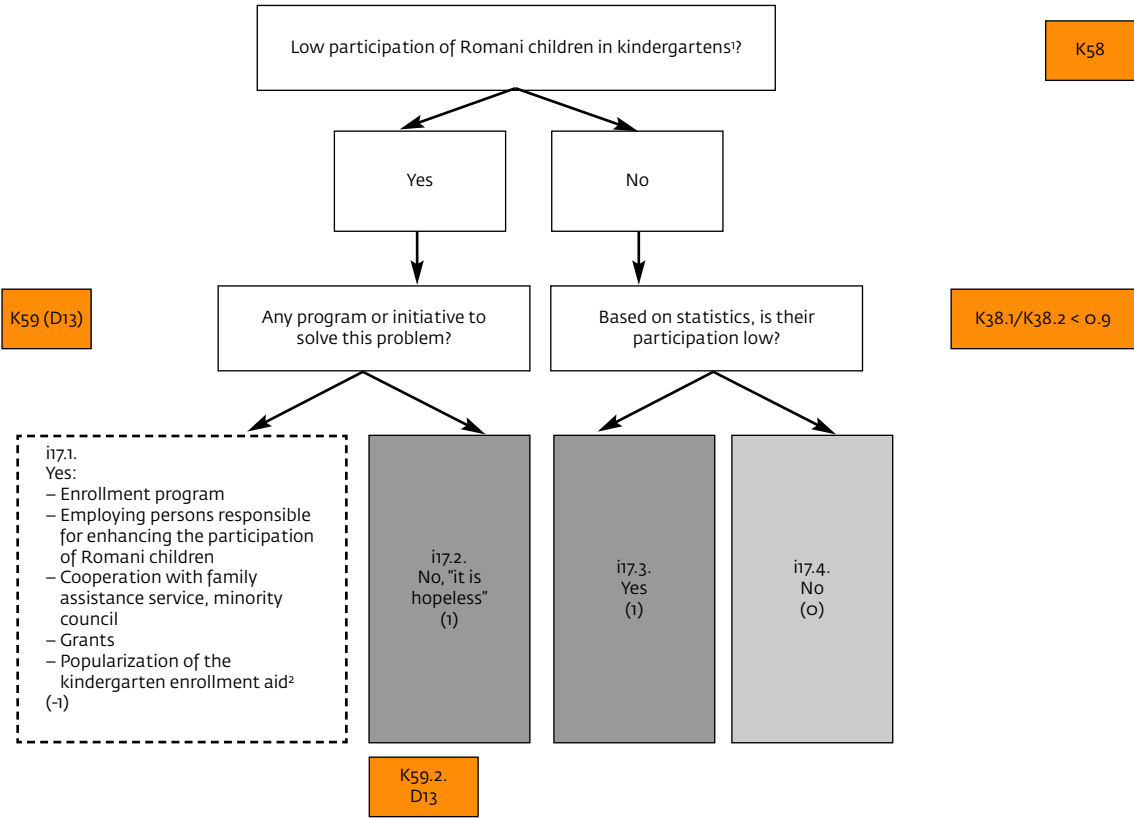 Low participation of Romani children in kindergartens¹?
K58
Yes
No
K59 (D13)
Any program or initiative to
solve this problem?
Based on statistics, is their
participation low?
K38.1/K38.2 < 0.9
i17.1.
Yes:
– Enrollment program
– Employing persons responsible
for enhancing the participation
of Romani children
– Cooperation with family
assistance service, minority
council
– Grants
– Popularization of the
kindergarten enrollment aid²
(-1)
i17.2.
No, "it is
hopeless"
(1)
i17.3.
Yes
(1)
i17.4.
No
(0)
K59.2.
D13